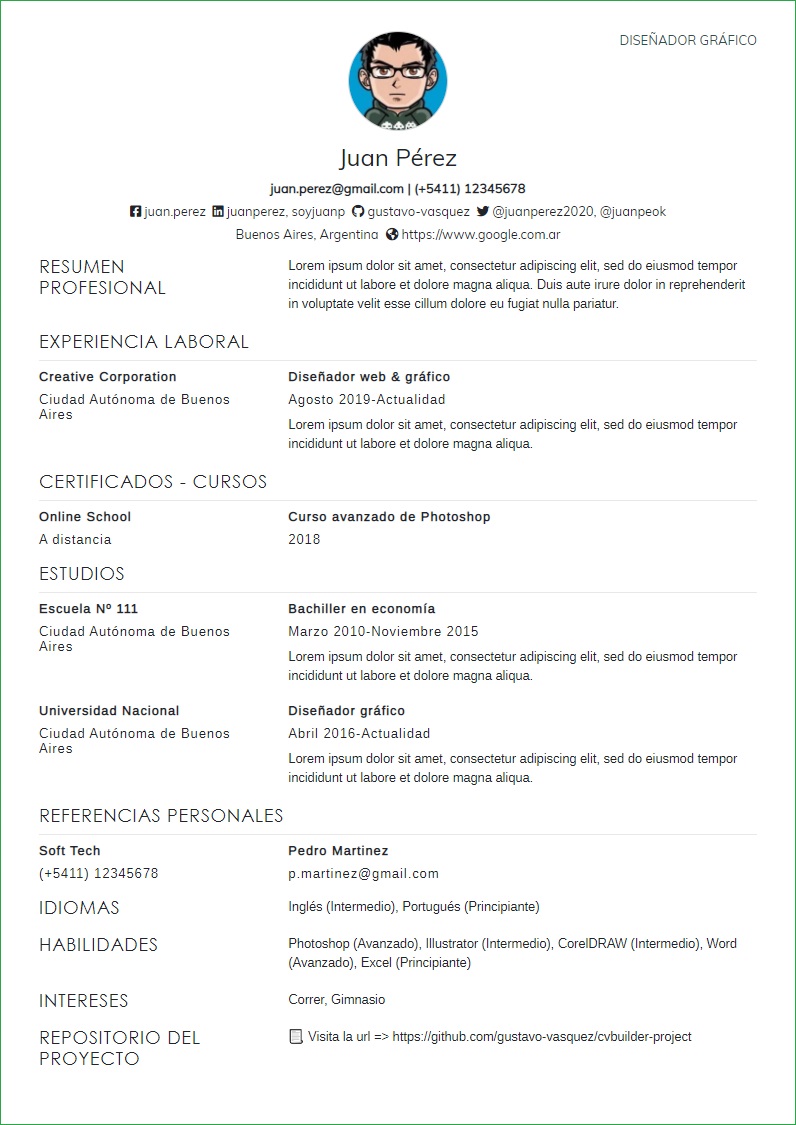 DISEÑADOR GRÁFICO
Juan Pérez
juan.perez@gmail.com | (+5411) 12345678
juan.perez juanperez, soyjuanp gustavo-vasquez @juanperez2020, @juanpeok
Buenos Aires, Argentina https://www.google.com.ar
RESUMEN
PROFESIONAL
Lorem ipsum dolor sit amet, consectetur adipiscing elit, sed do eiusmod tempor
incididunt ut labore et dolore magna aliqua. Duis aute irure dolor in reprehenderit
in voluptate velit esse cillum dolore eu fugiat nulla pariatur.
EXPERIENCIA LABORAL
Creative Corporation
Ciudad Autónoma de Buenos
Aires
Diseñador web & gráfico
Agosto 2019-Actualidad
Lorem ipsum dolor sit amet, consectetur adipiscing elit, sed do eiusmod tempor
incididunt ut labore et dolore magna aliqua.
CERTIFICADOS - CURSOS
Online School
A distancia
Curso avanzado de Photoshop
2018
ESTUDIOS
Escuela Nº 111
Ciudad Autónoma de Buenos
Aires
Bachiller en economía
Marzo 2010-Noviembre 2015
Lorem ipsum dolor sit amet, consectetur adipiscing elit, sed do eiusmod tempor
incididunt ut labore et dolore magna aliqua.
Universidad Nacional
Ciudad Autónoma de Buenos
Aires
Diseñador gráfico
Abril 2016-Actualidad
Lorem ipsum dolor sit amet, consectetur adipiscing elit, sed do eiusmod tempor
incididunt ut labore et dolore magna aliqua.
REFERENCIAS PERSONALES
Soft Tech
(+5411) 12345678
Pedro Martinez
p.martinez@gmail.com
IDIOMAS
Inglés (Intermedio), Portugués (Principiante)
HABILIDADES
Photoshop (Avanzado), Illustrator (Intermedio), CorelDRAW (Intermedio), Word
(Avanzado), Excel (Principiante)
INTERESES
Correr, Gimnasio
REPOSITORIO DEL
PROYECTO
Visita la url => https://github.com/gustavo-vasquez/cvbuilder-project